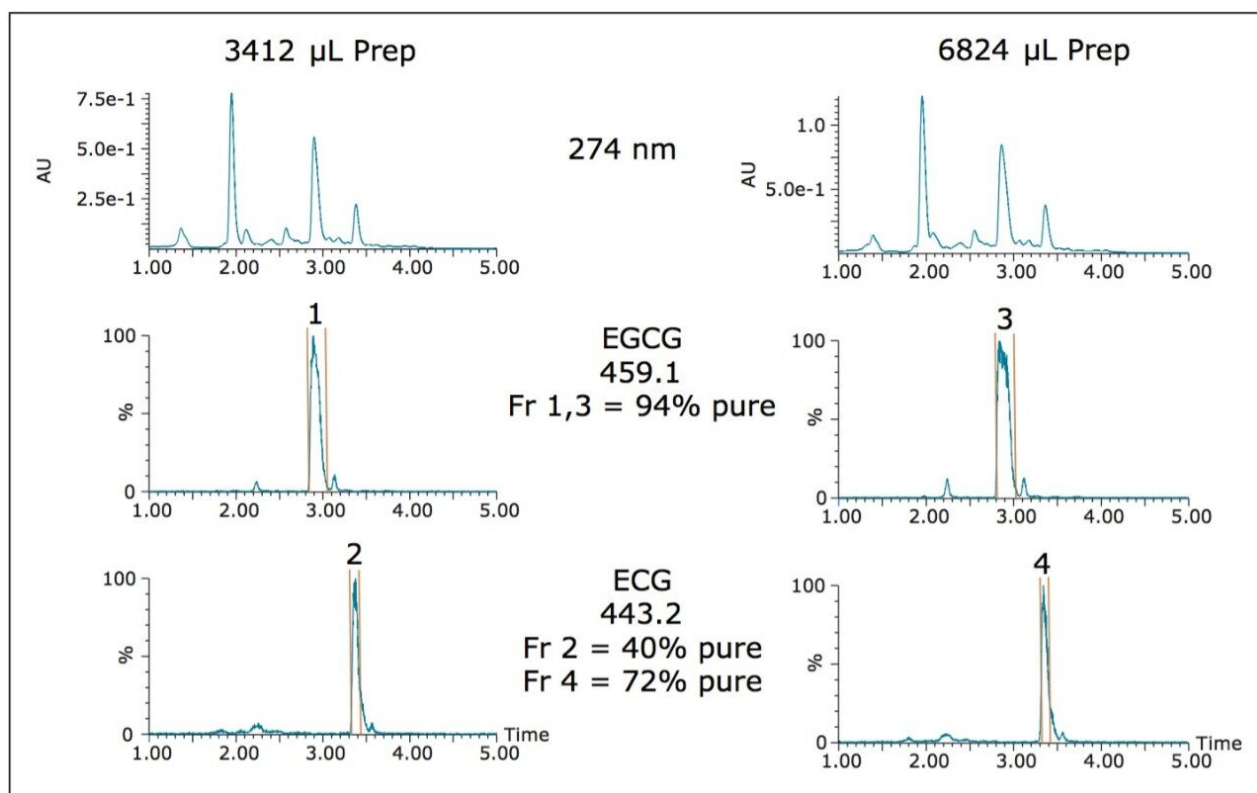 3412 µL Prep
6824 µL Prep
7.5e-1
5.0e-1
2.5e-1
AU
1.00 2.00 3.00 4.00 5.00
274 nm
1.0
5.0e-1
AU
1.00 2.00 3.00 4.00 5.00
1
100
%
0
1.00 2.00 3.00 4.00 5.00
EGCG
459.1
Fr 1,3 = 94% pure
3
100
%
0
1.00 2.00 3.00 4.00 5.00
2
100
%
0
1.00 2.00 3.00 4.00 5.00
Time
ECG
443.2
Fr 2 = 40% pure
Fr 4 = 72% pure
4
100
%
0
1.00 2.00 3.00 4.00 5.00
Time